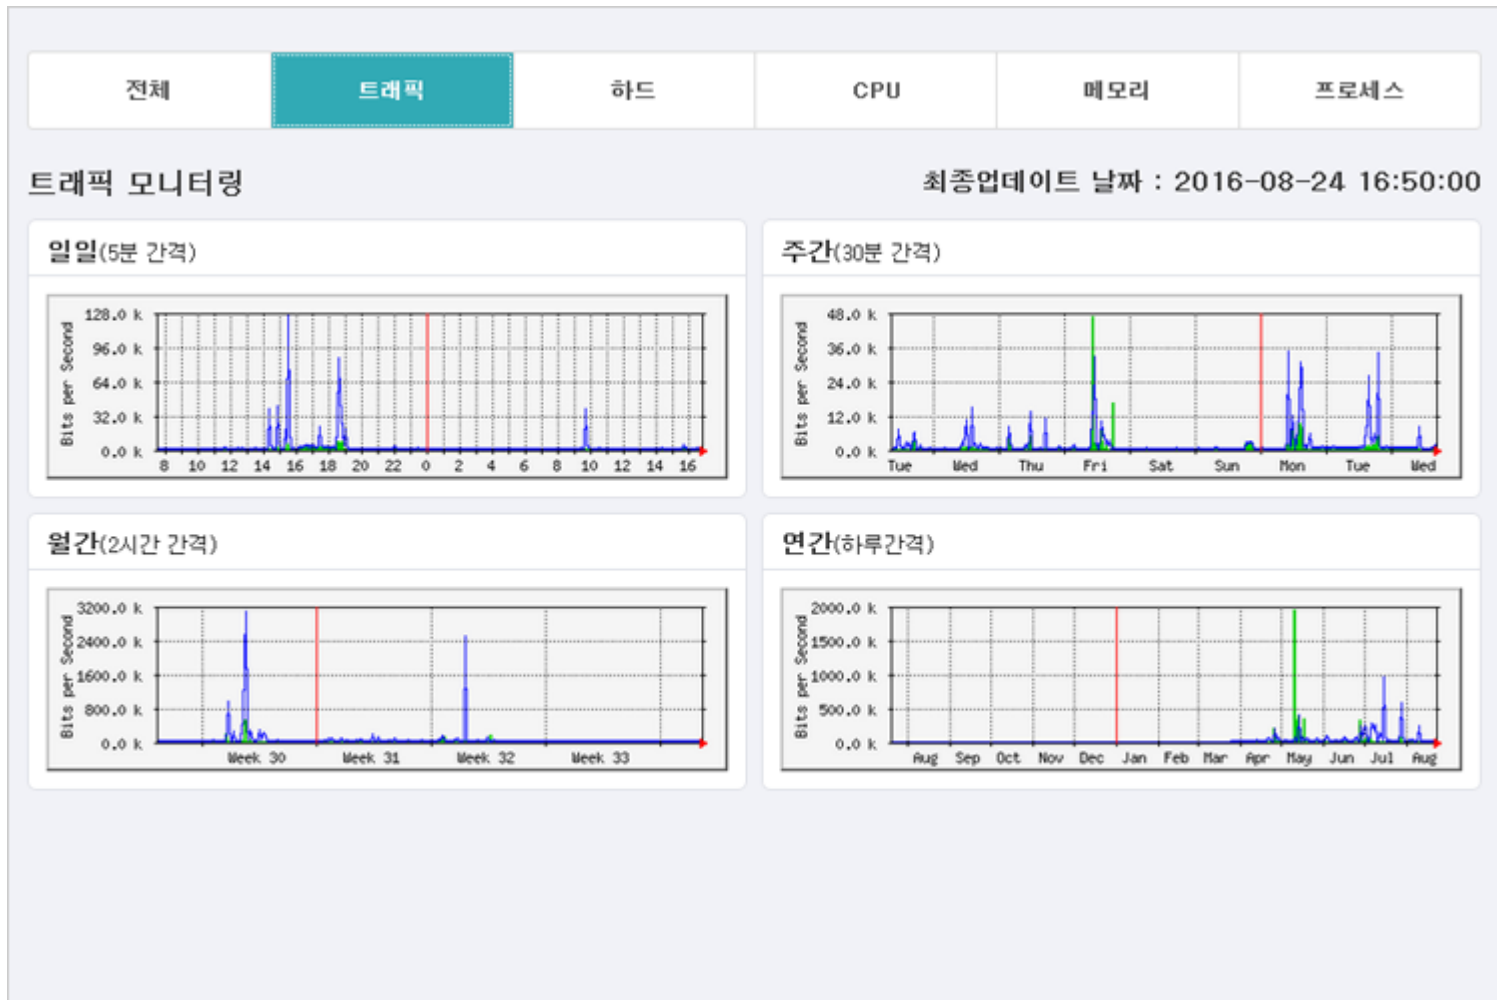 전체 트래픽 하드 CPU 메모리 프로세스
트래픽 모니터링 최종업데이트 날짜 : 2016-08-24 16:50:00
일일(5분 간격)
Bits per Second
128.0 k
96.0 k
64.0 k
32.0 k
0.0 k
8 10 12 14 16 18 20 22 0 2 4 6 8 10 12 14 16
주간(30분 간격)
Bits per Second
48.0 k
36.0 k
24.0 k
12.0 k
0.0 k
Tue Wed Thu Fri Sat Sun Mon Tue Wed
월간(2시간 간격)
Bits per Second
3200.0 k
2400.0 k
1600.0 k
800.0 k
0.0 k
Week 30 Week 31 Week 32 Week 33
연간(하루간격)
Bits per Second
2000.0 k
1500.0 k
1000.0 k
500.0 k
0.0 k
Aug Sep Oct Nov Dec Jan Feb Mar Apr May Jun Jul Aug